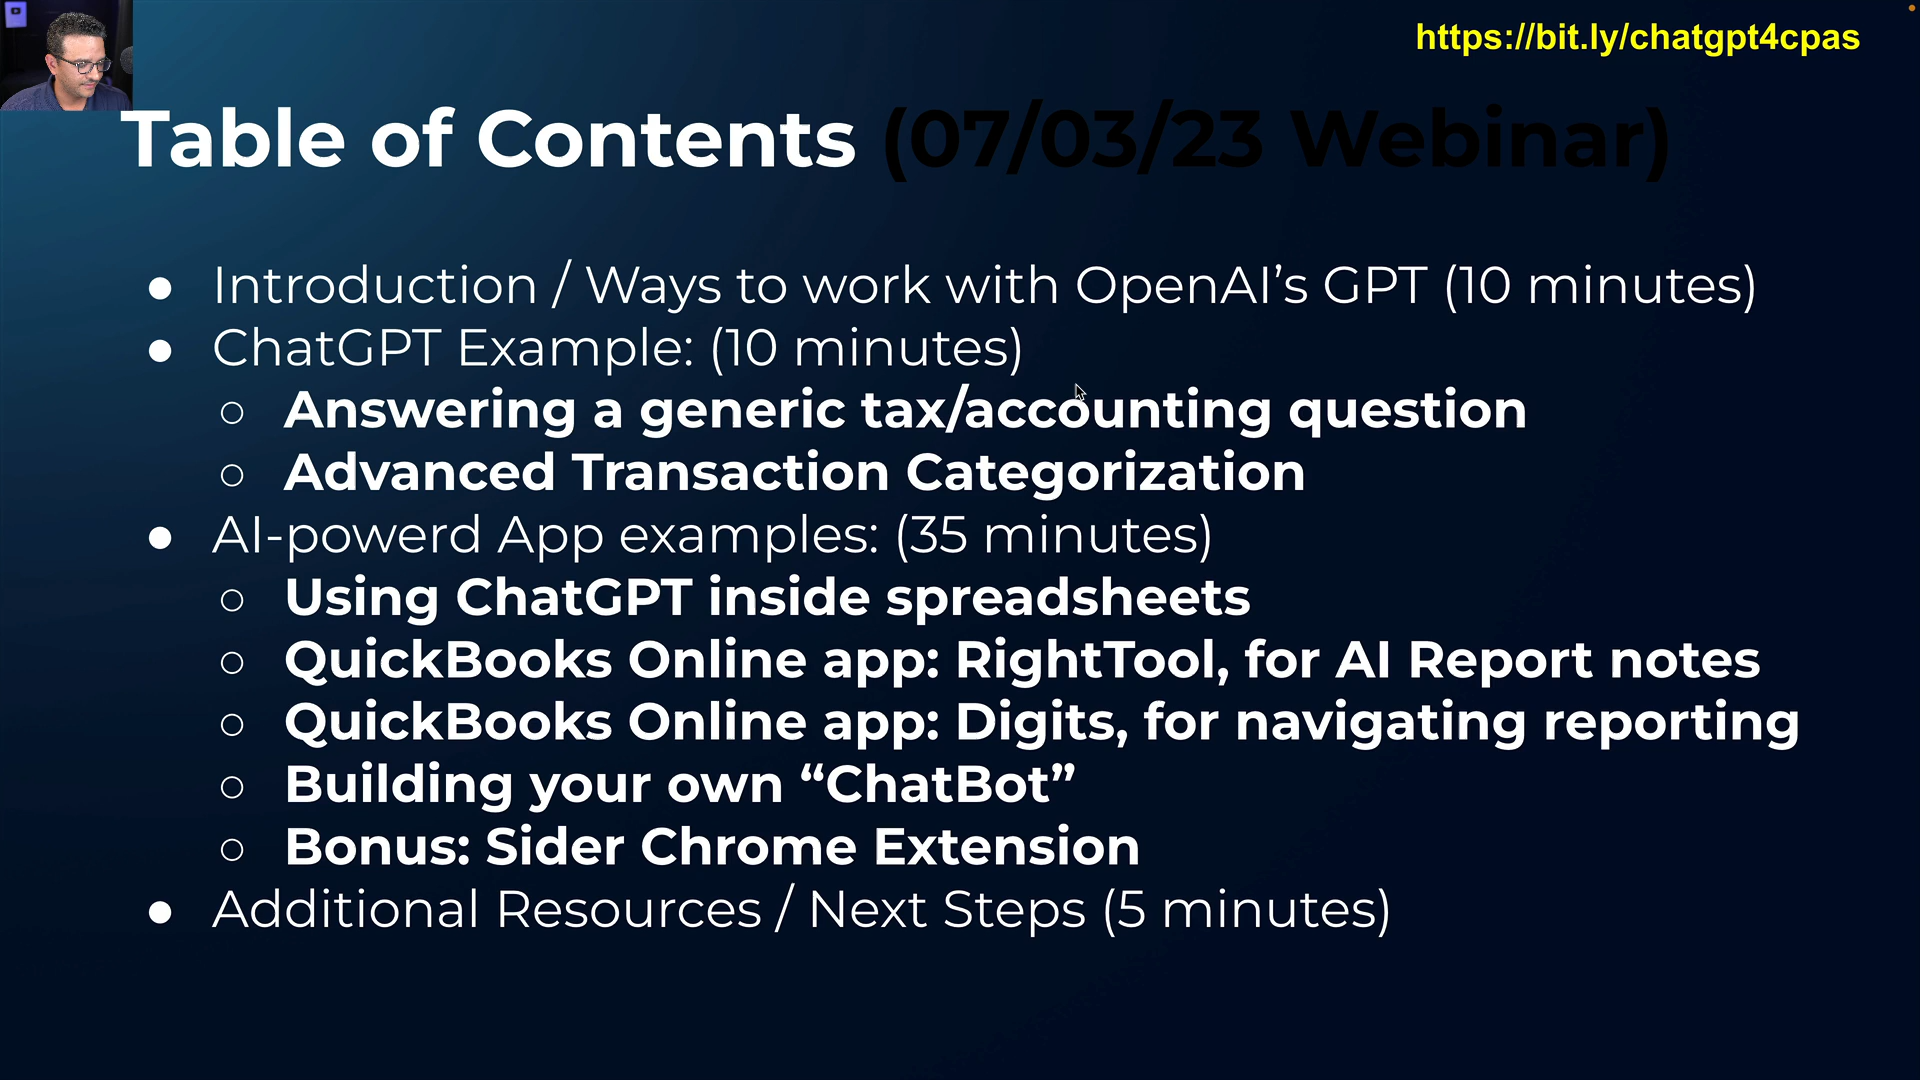 https://bit.ly/chatgpt4cpas
Table of Contents (07/03/23 Webinar)
● Introduction / Ways to work with OpenAI’s GPT (10 minutes)
● ChatGPT Example: (10 minutes)
○ Answering a generic tax/accounting question
○ Advanced Transaction Categorization
● AI-powerd App examples: (35 minutes)
○ Using ChatGPT inside spreadsheets
○ QuickBooks Online app: RightTool, for AI Report notes
○ QuickBooks Online app: Digits, for navigating reporting
○ Building your own “ChatBot”
○ Bonus: Sider Chrome Extension
● Additional Resources / Next Steps (5 minutes)